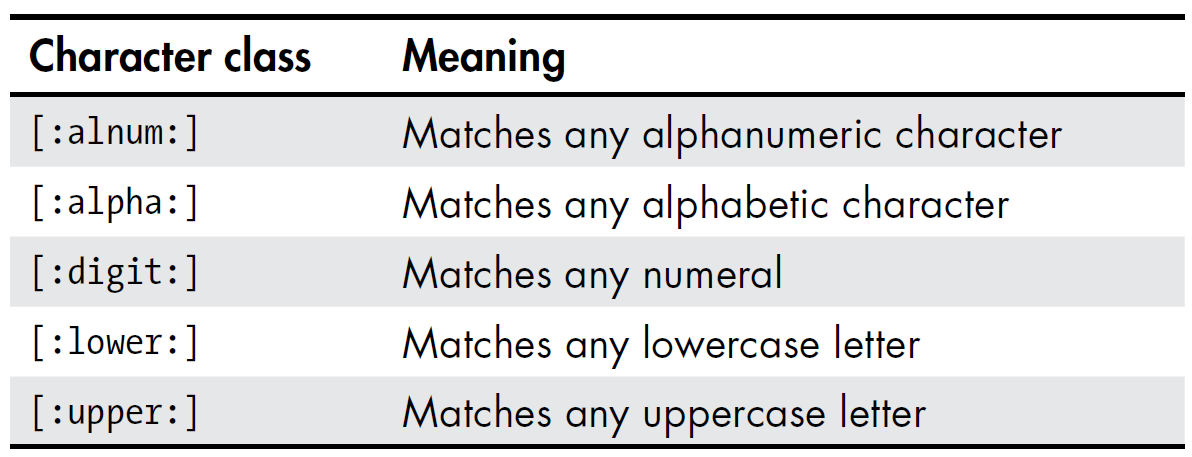 Character class Meaning
[:alnum:] Matches any alphanumeric character
[:alpha:] Matches any alphabetic character
[:digit:] Matches any numeral
[:lower:] Matches any lowercase letter
[:upper:] Matches any uppercase letter